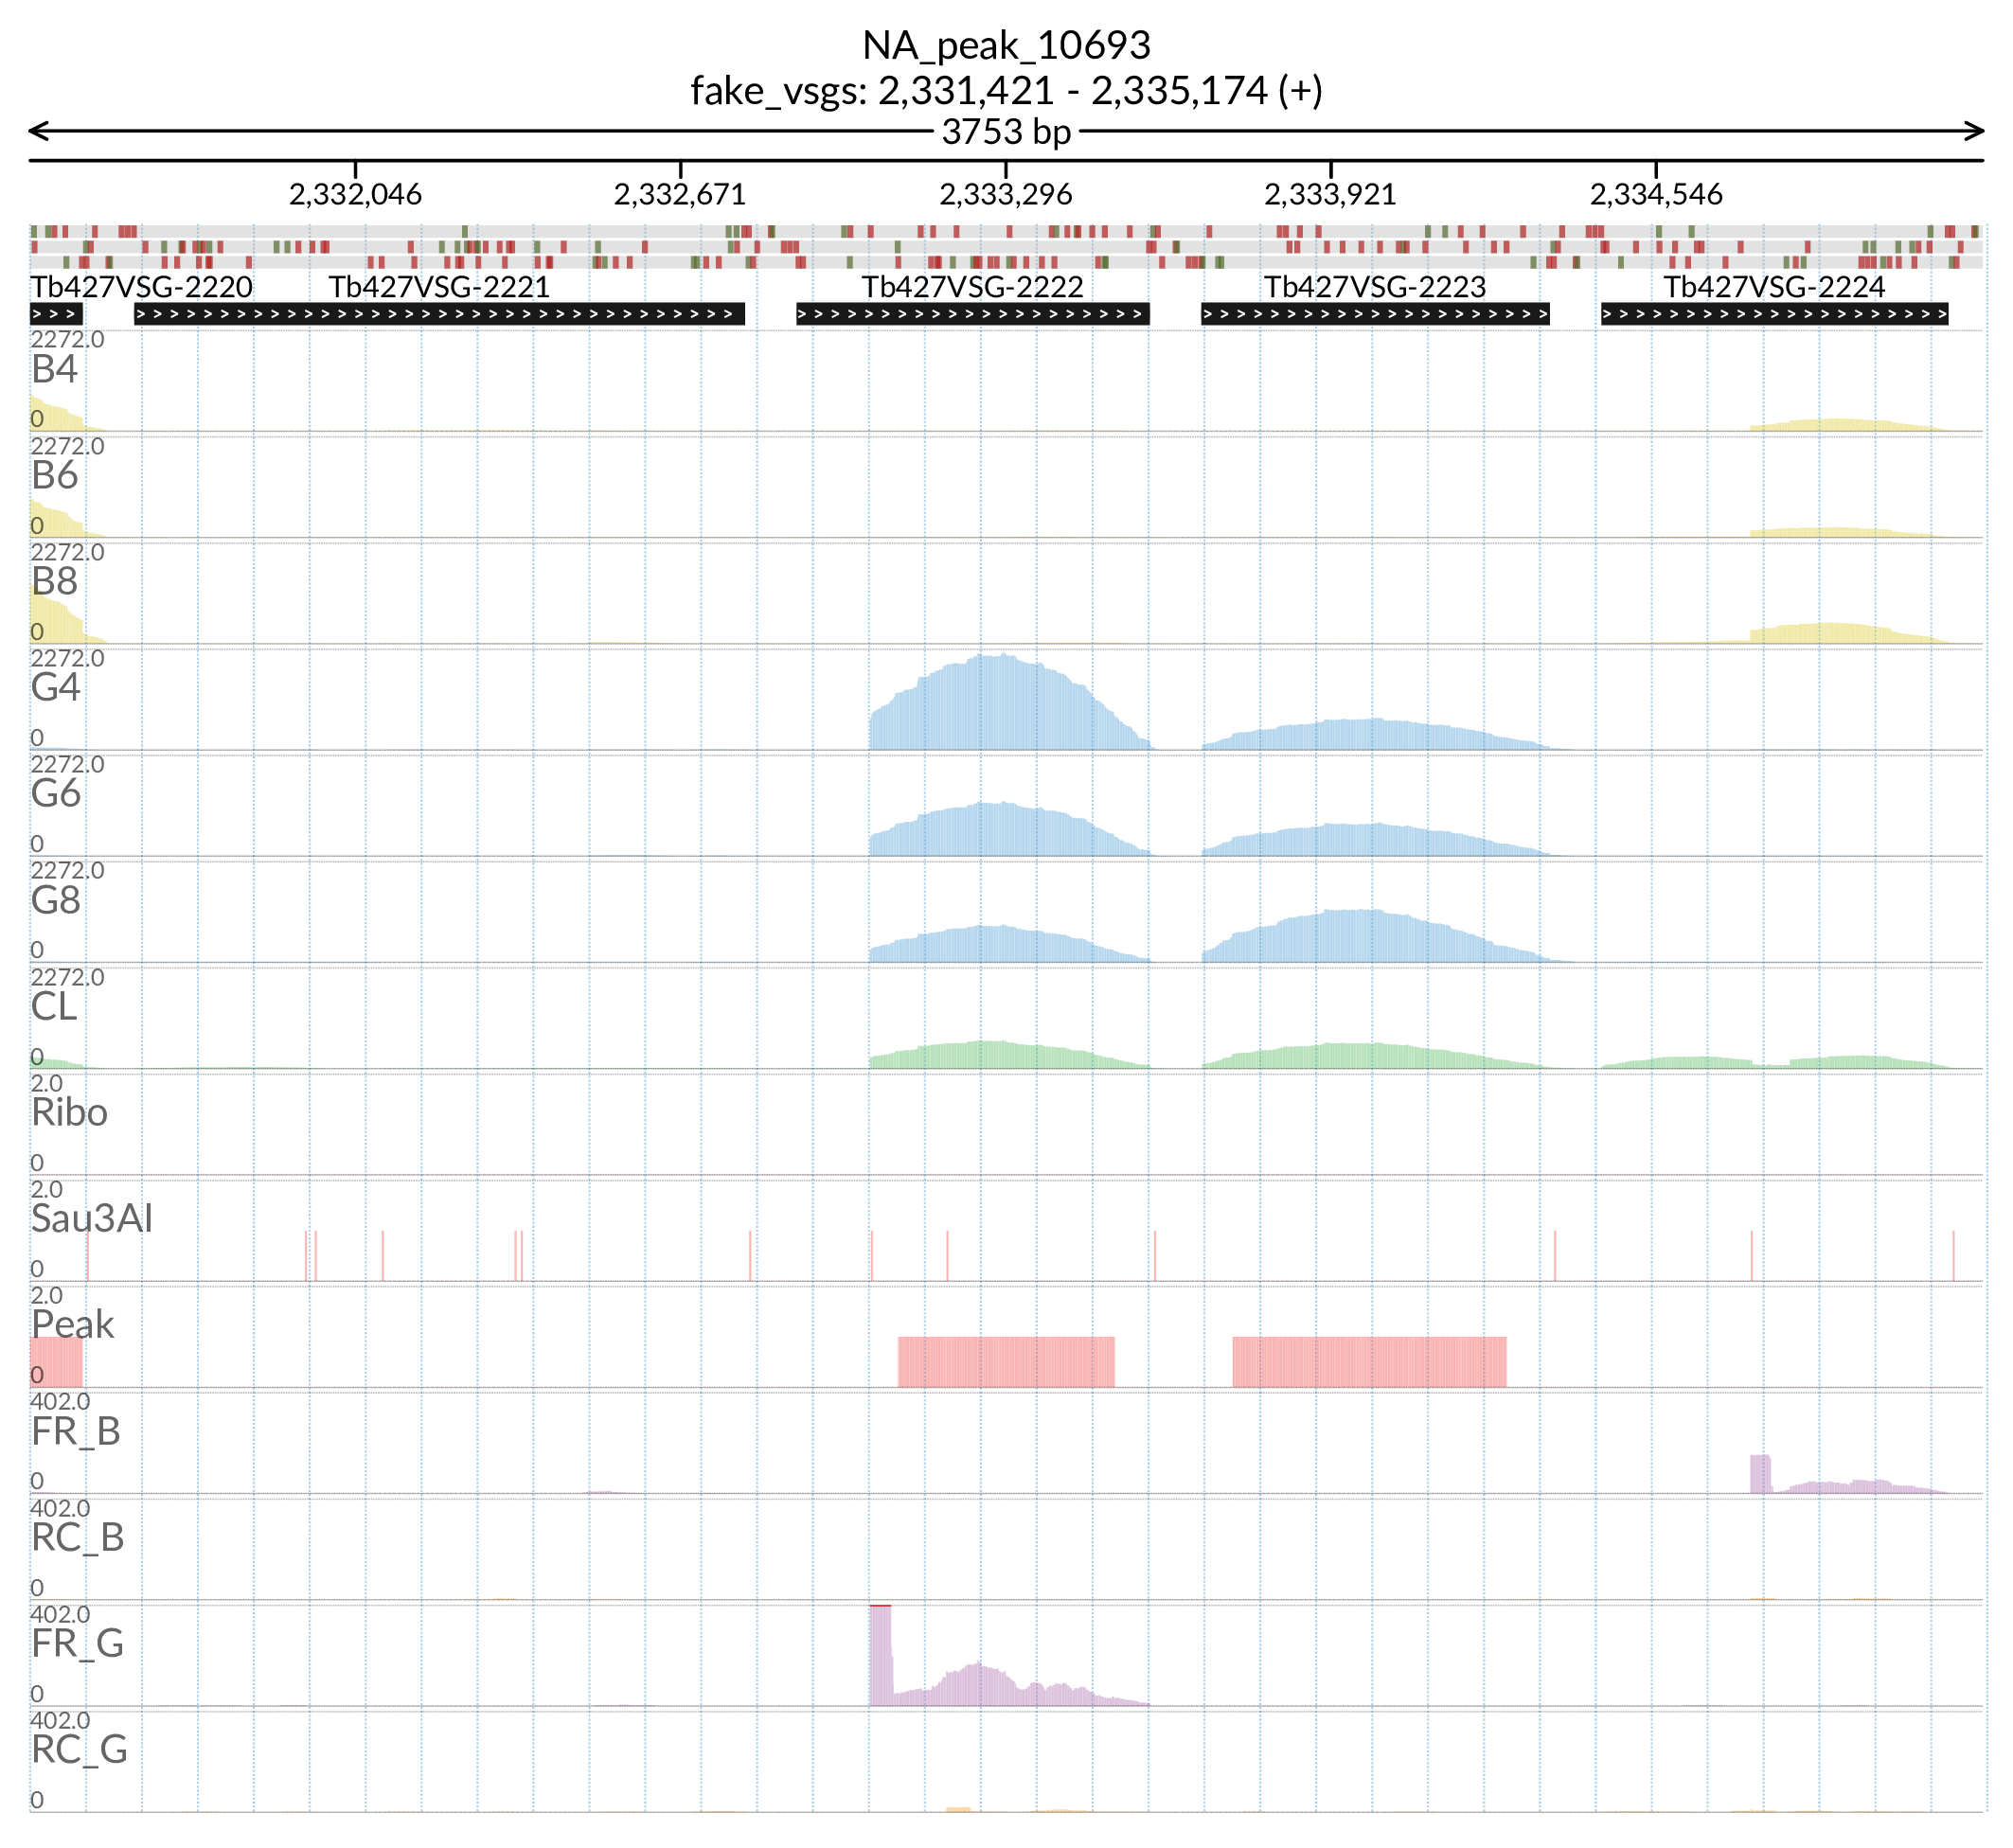 NA_peak_10693
fake_vsgs: 2,331,421 - 2,335,174 (+)
3753 bp
2,332,046 2,332,671 2,333,296 2,333,921 2,334,546
Tb427VSG-2220 Tb427VSG-2221 Tb427VSG-2222 Tb427VSG-2223 Tb427VSG-2224
2272.0
B4
0
2272.0
B6
0
2272.0
B8
0
2272.0
G4
0
2272.0
G6
0
2272.0
G8
0
2272.0
CL
0
2.0
Ribo
0
2.0
Sau3AI
0
2.0
Peak
0
402.0
FR_B
0
402.0
RC_B
0
402.0
FR_G
0
402.0
RC_G
0